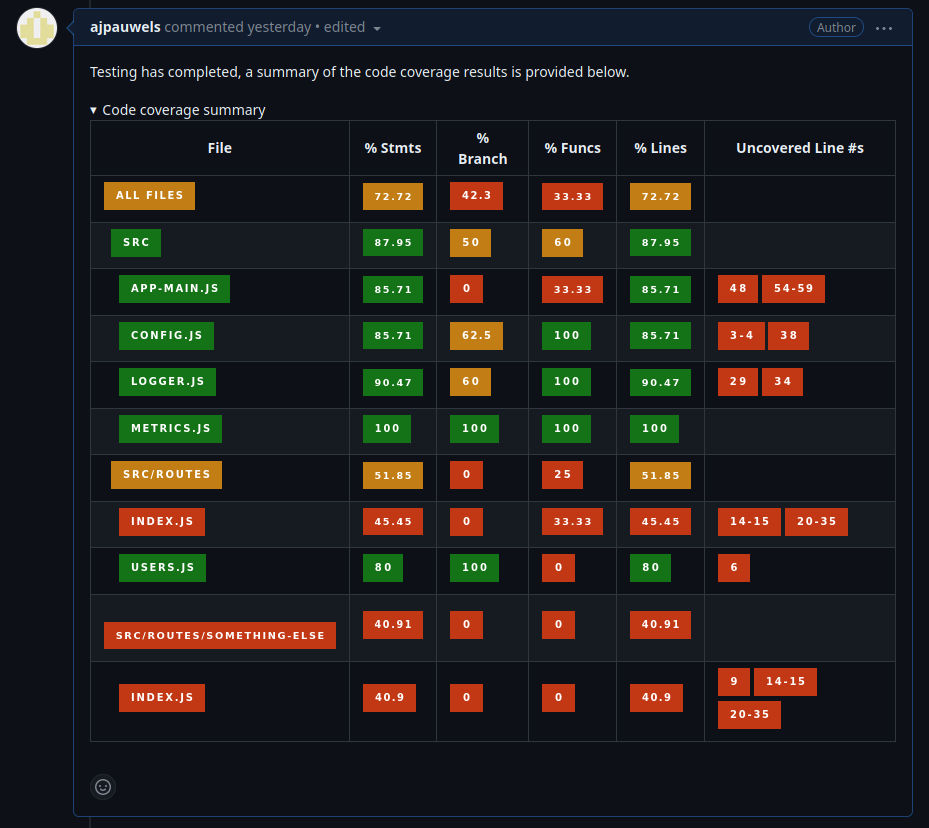 ajpauwels commented yesterday • edited
Author
Testing has completed, a summary of the code coverage results is provided below.
▾ Code coverage summary
File % Stmts % Branch % Funcs % Lines Uncovered Line #s
ALL FILES 72.72 42.3 33.33 72.72
SRC 87.95 50 60 87.95
APP-MAIN.JS 85.71 0 33.33 85.71 48 54-59
CONFIG.JS 85.71 62.5 100 85.71 3-4 38
LOGGER.JS 90.47 60 100 90.47 29 34
METRICS.JS 100 100 100 100
SRC/ROUTES 51.85 0 25 51.85
INDEX.JS 45.45 0 33.33 45.45 14-15 20-35
USERS.JS 80 100 0 80 6
SRC/ROUTES/SOMETHING-ELSE 40.91 0 0 40.91
INDEX.JS 40.9 0 0 40.9 9 14-15
20-35